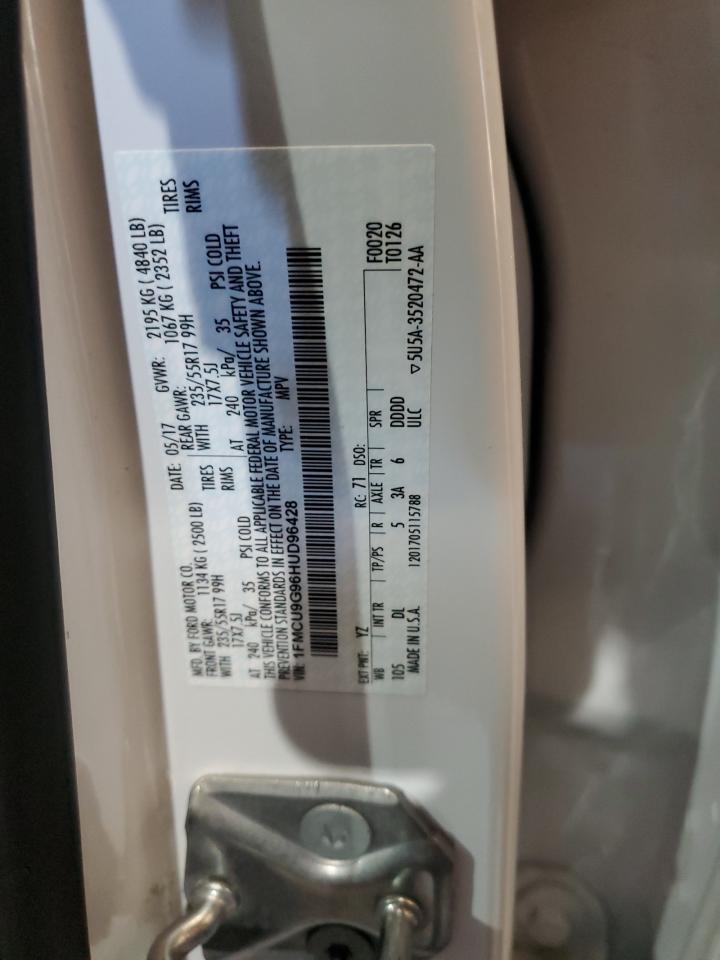 MFD. BY FORD MOTOR CO. DATE: 05/17 GVWR: 2195 KG ( 4840 LB)
FRONT GAWR: 1134 KG ( 2500 LB) REAR GAWR: 1067 KG ( 2352 LB)
WITH 235/55R17 99H TIRES WITH 235/55R17 99H TIRES
17X7.5J RIMS 17X7.5J RIMS
AT 240 kPa/ 35 PSI COLD AT 240 kPa/ 35 PSI COLD
THIS VEHICLE CONFORMS TO ALL APPLICABLE FEDERAL MOTOR VEHICLE SAFETY AND THEFT
PREVENTION STANDARDS IN EFFECT ON THE DATE OF MANUFACTURE SHOWN ABOVE.
VIN: 1FMCU9G96HUD96428 TYPE: MPV
F0020
T0126
EXT PNT: YZ RC: 71 DSO:
WB INT TR TP/PS R AXLE TR SPR
105 DL 5 3A 6 DDDD
MADE IN U.S.A. 1201705115788 ULC
▽5U5A-3520472-AA